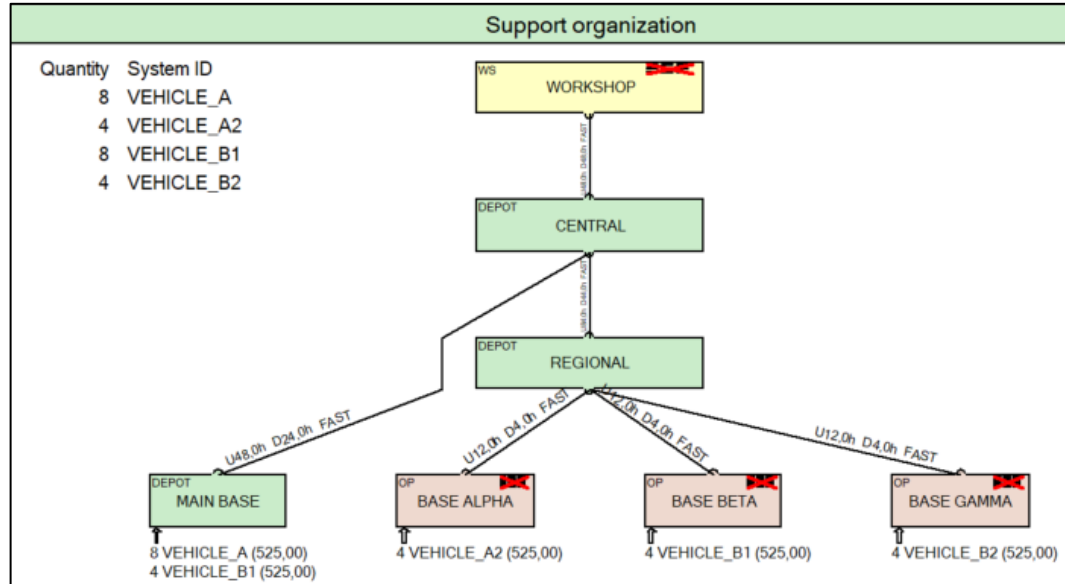 Support organization
Quantity System ID
8 VEHICLE_A
4 VEHICLE_A2
8 VEHICLE_B1
4 VEHICLE_B2
WS
WORKSHOP
U48,0h D48,0h FAST
DEPOT
CENTRAL
FAST
DEPOT
REGIONAL
U48,0h D24,0h FAST
U12,0h D4,0h FAST
U12,0h D4,0h FAST
U12,0h D4,0h FAST
DEPOT
MAIN BASE
OP
BASE ALPHA
OP
BASE BETA
OP
BASE GAMMA
8 VEHICLE_A (525,00)
4 VEHICLE_B1 (525,00)
4 VEHICLE_A2 (525,00)
4 VEHICLE_B1 (525,00)
4 VEHICLE_B2 (525,00)